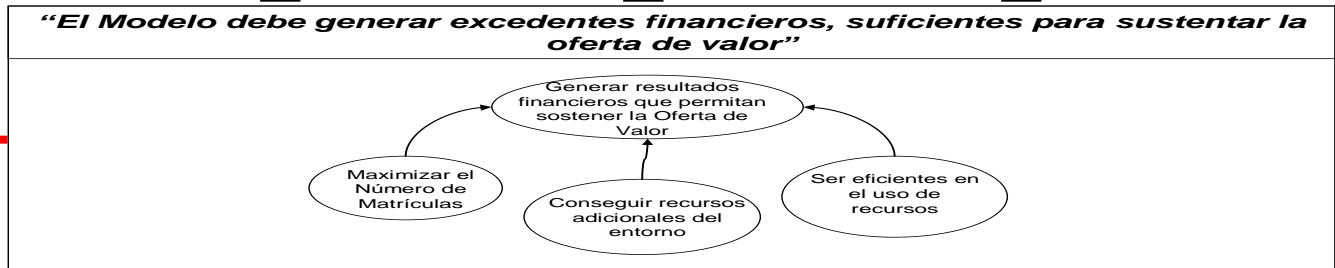 “El Modelo debe generar excedentes financieros, suficientes para sustentar la
oferta de valor”
Generar resultados
financieros que permitan
sostener la Oferta de
Valor
Maximizar el
Número de
Matrículas
Conseguir recursos
adicionales del
entorno
Ser eficientes en
el uso de
recursos